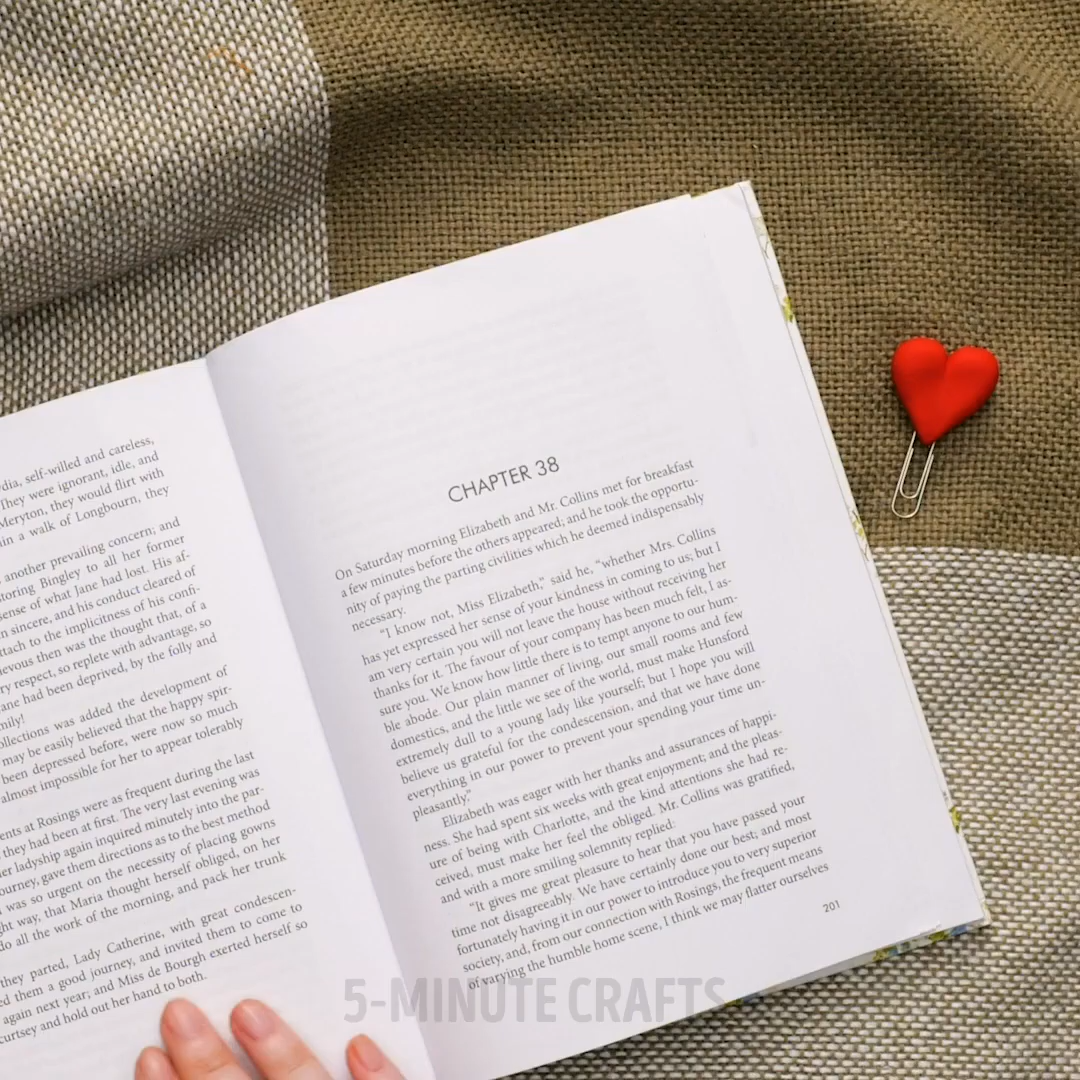 dia, self-willed and careless,
They were ignorant, idle, and
Meryton, they would flirt with
in a walk of Longbourn, they
another prevailing concern; and
storing Bingley to all her former
sense of what Jane had lost. His af-
n sincere, and his conduct cleared of
ttach to the implicitness of his confi-
ievous then was the thought that, of a
ry respect, so replete with advantage, so
ane had been deprived, by the folly and
mily!
ollections was added the development of
may be easily believed that the happy spir-
been depressed before, were now so much
almost impossible for her to appear tolerably
ents at Rosings were as frequent during the last
they had been at first. The very last evening was
er ladyship again inquired minutely into the par-
ourney, gave them directions as to the best method
was so urgent on the necessity of placing gowns
ght way, that Maria thought herself obliged, on her
do all the work of the morning, and pack her trunk
they parted, Lady Catherine, with great condescen-
ed them a good journey, and invited them to come to
again next year, and Miss de Bourgh exerted herself so
curtsey and hold out her hand to both.
CHAPTER 38
On Saturday morning Elizabeth and Mr. Collins met for breakfast
a few minutes before the others appeared; and he took the opportu-
nity of paying the parting civilities which he deemed indispensably
necessary.
“I know not, Miss Elizabeth,” said he, “whether Mrs. Collins
has yet expressed her sense of your kindness in coming to us; but I
am very certain you will not leave the house without receiving her
thanks for it. The favour of your company has been much felt, I as-
sure you. We know how little there is to tempt anyone to our hum-
ble abode. Our plain manner of living, our small rooms and few
domestics, and the little we see of the world, must make Hunsford
extremely dull to a young lady like yourself; but I hope you will
believe us grateful for the condescension, and that we have done
everything in our power to prevent your spending your time un-
pleasantly.”
Elizabeth was eager with her thanks and assurances of happi-
ness. She had spent six weeks with great enjoyment; and the pleas-
ure of being with Charlotte, and the kind attentions she had re-
ceived, must make her feel the obliged. Mr. Collins was gratified,
and with a more smiling solemnity replied:
“It gives me great pleasure to hear that you have passed your
time not disagreeably. We have certainly done our best; and most
fortunately having it in our power to introduce you to very superior
society, and, from our connection with Rosings, the frequent means
of varying the humble home scene, I think we may flatter ourselves
201
5-MINUTE CRAFTS